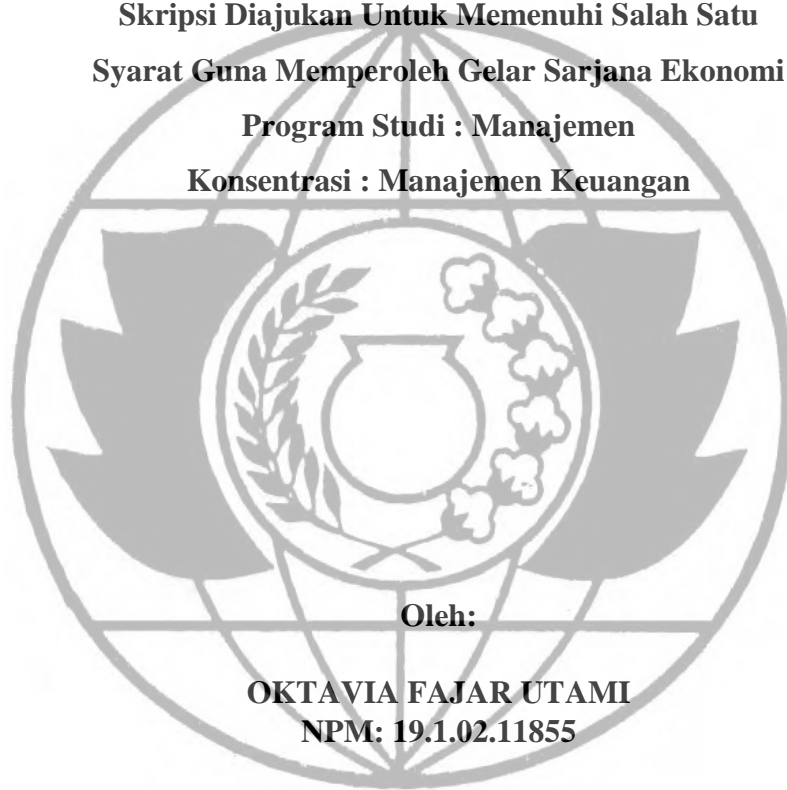 Skripsi Diajukan Untuk Memenuhi Salah Satu
Syarat Guna Memperoleh Gelar Sarjana Ekonomi
Program Studi : Manajemen
Konsentrasi : Manajemen Keuangan
Oleh:
OKTAVIA FAJAR UTAMI
NPM: 19.1.02.11855